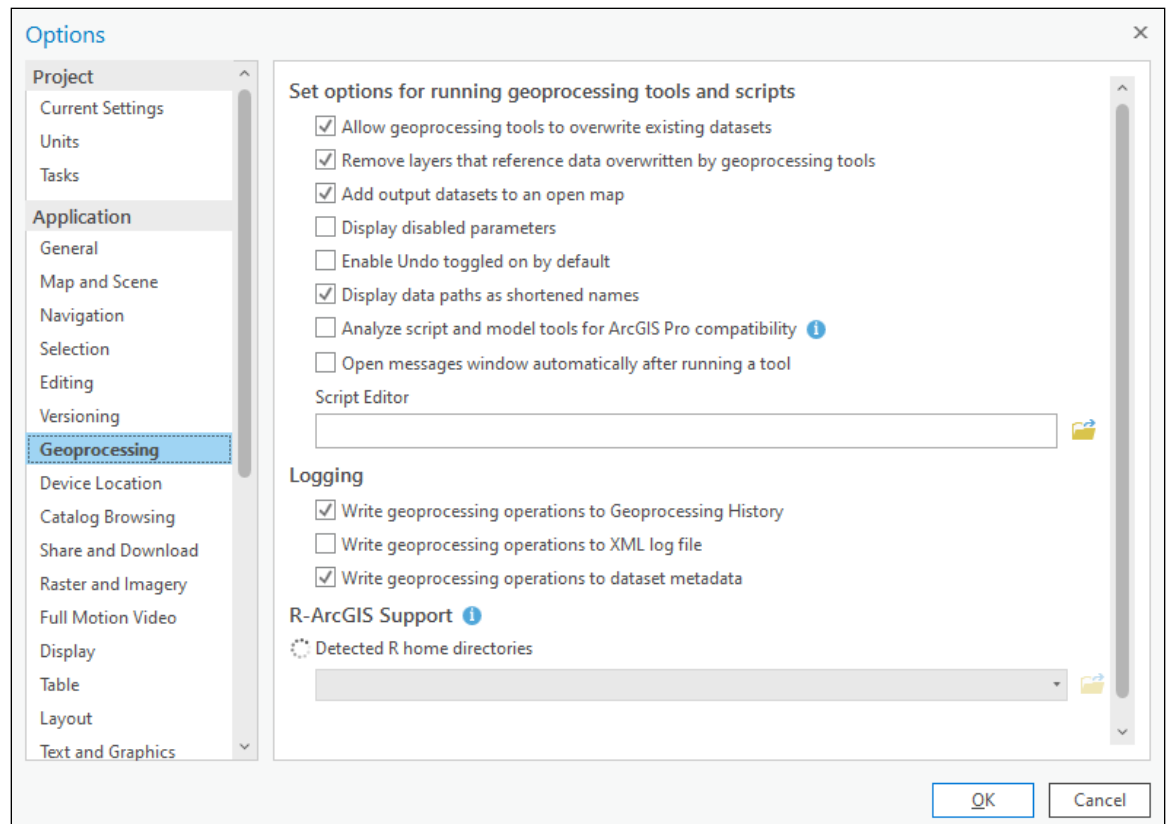 Options
Project
Current Settings
Units
Tasks
Application
General
Map and Scene
Navigation
Selection
Editing
Versioning
Geoprocessing
Device Location
Catalog Browsing
Share and Download
Raster and Imagery
Full Motion Video
Display
Table
Layout
Text and Graphics
Set options for running geoprocessing tools and scripts
Allow geoprocessing tools to overwrite existing datasets
Remove layers that reference data overwritten by geoprocessing tools
Add output datasets to an open map
Display disabled parameters
Enable Undo toggled on by default
Display data paths as shortened names
Analyze script and model tools for ArcGIS Pro compatibility
Open messages window automatically after running a tool
Script Editor
Logging
Write geoprocessing operations to Geoprocessing History
Write geoprocessing operations to XML log file
Write geoprocessing operations to dataset metadata
R-ArcGIS Support
Detected R home directories
OK
Cancel